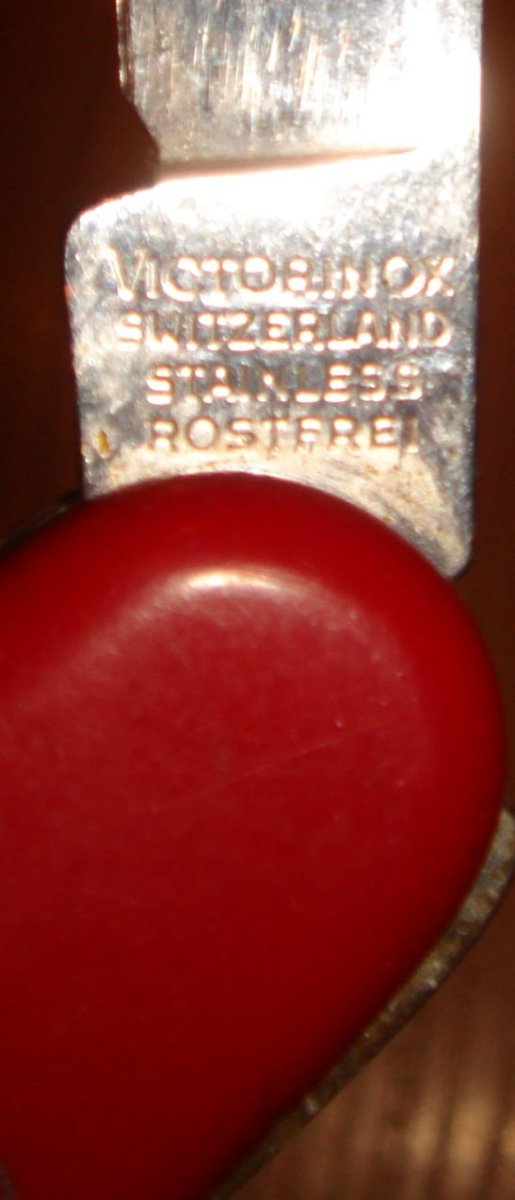 VICTORINOX
SWITZERLAND
STAINLESS
ROSTFREI